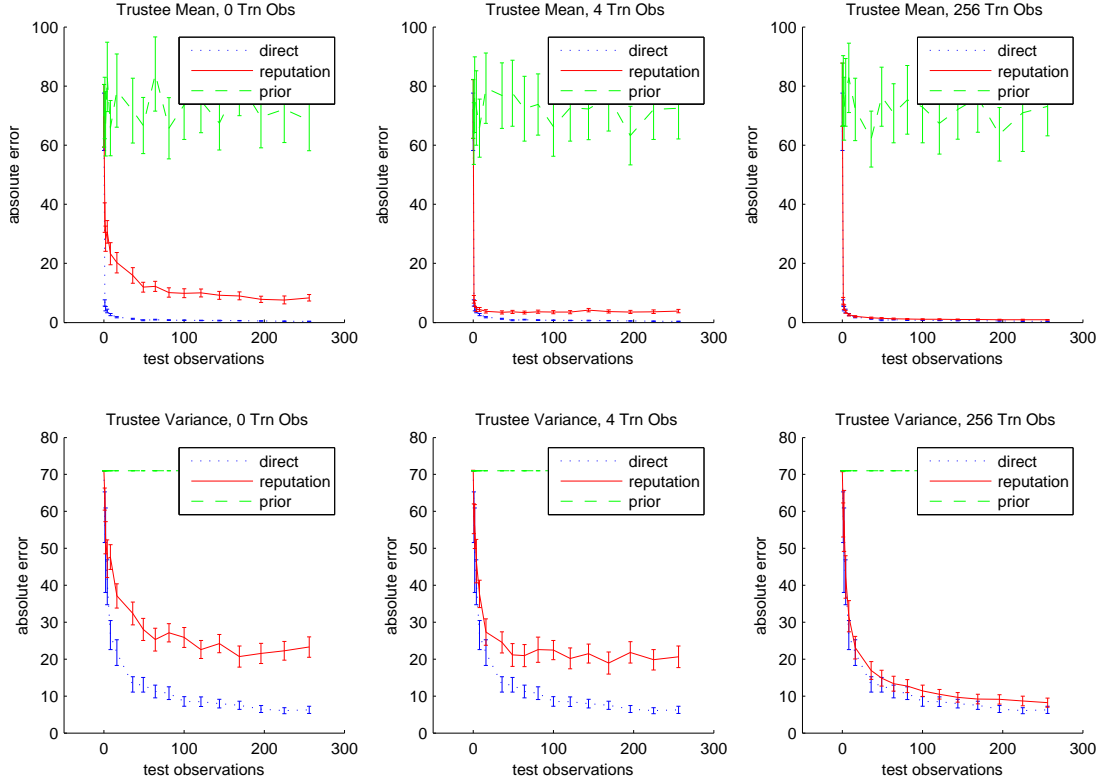 Trustee Mean, 0 Trn Obs
100
80
60
40
20
0
absolute error
0
100
200
300
test observations
direct
reputation
prior
Trustee Mean, 4 Trn Obs
100
80
60
40
20
0
absolute error
0
100
200
300
test observations
direct
reputation
prior
Trustee Mean, 256 Trn Obs
100
80
60
40
20
0
absolute error
0
100
200
300
test observations
direct
reputation
prior
Trustee Variance, 0 Trn Obs
80
70
60
50
40
30
20
10
0
absolute error
0
100
200
300
test observations
direct
reputation
prior
Trustee Variance, 4 Trn Obs
80
70
60
50
40
30
20
10
0
absolute error
0
100
200
300
test observations
direct
reputation
prior
Trustee Variance, 256 Trn Obs
80
70
60
50
40
30
20
10
0
absolute error
0
100
200
300
test observations
direct
reputation
prior